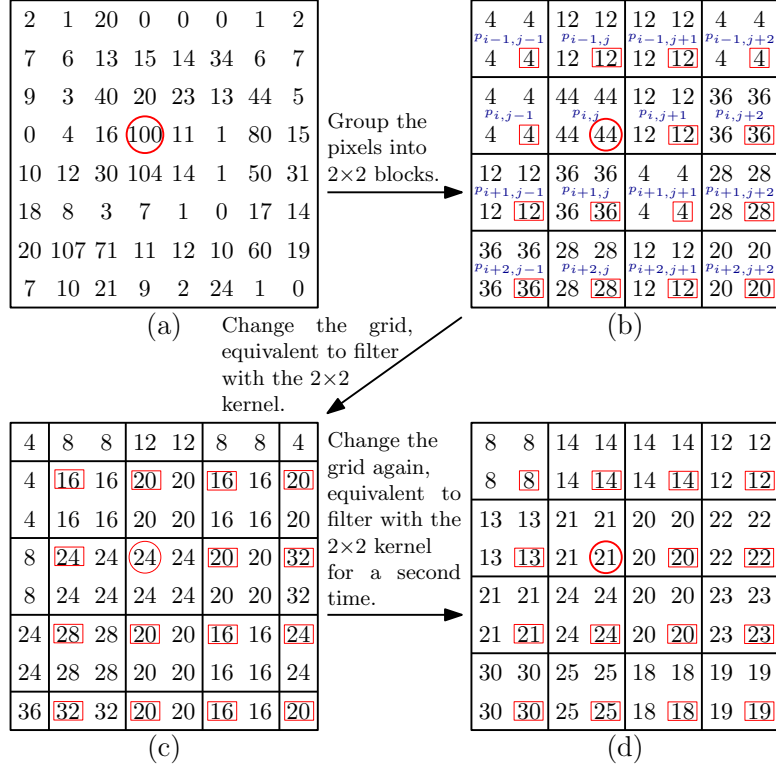 2 1 20 0 0 0 1 2
7 6 13 15 14 34 6 7
9 3 40 20 23 13 44 5
0 4 16 100 11 1 80 15
10 12 30 104 14 1 50 31
18 8 3 7 1 0 17 14
20 107 71 11 12 10 60 19
7 10 21 9 2 24 1 0
(a)
Group the
pixels into
2×2 blocks.
4 4 12 12 12 12 4 4
p_{i−1,j−1} p_{i−1,j} p_{i−1,j+1} p_{i−1,j+2}
4 4 12 12 12 12 4 4
4 4 44 44 12 12 36 36
p_{i,j−1} p_{i,j} p_{i,j+1} p_{i,j+2}
4 4 44 44 12 12 36 36
12 12 36 36 4 4 28 28
p_{i+1,j−1} p_{i+1,j} p_{i+1,j+1} p_{i+1,j+2}
12 12 36 36 4 4 28 28
36 36 28 28 12 12 20 20
p_{i+2,j−1} p_{i+2,j} p_{i+2,j+1} p_{i+2,j+2}
36 36 28 28 12 12 20 20
(b)
Change the grid,
equivalent to filter
with the 2×2
kernel.
4 8 8 12 12 8 8 4
4 16 16 20 20 16 16 20
4 16 16 20 20 16 16 20
8 24 24 24 24 20 20 32
8 24 24 24 24 20 20 32
24 28 28 20 20 16 16 24
24 28 28 20 20 16 16 24
36 32 32 20 20 16 16 20
(c)
Change the
grid again,
equivalent to
filter with the
2×2 kernel
for a second
time.
8 8 14 14 14 14 12 12
8 8 14 14 14 14 12 12
13 13 21 21 20 20 22 22
13 13 21 21 20 20 22 22
21 21 24 24 20 20 23 23
21 21 24 24 20 20 23 23
30 30 25 25 18 18 19 19
30 30 25 25 18 18 19 19
(d)